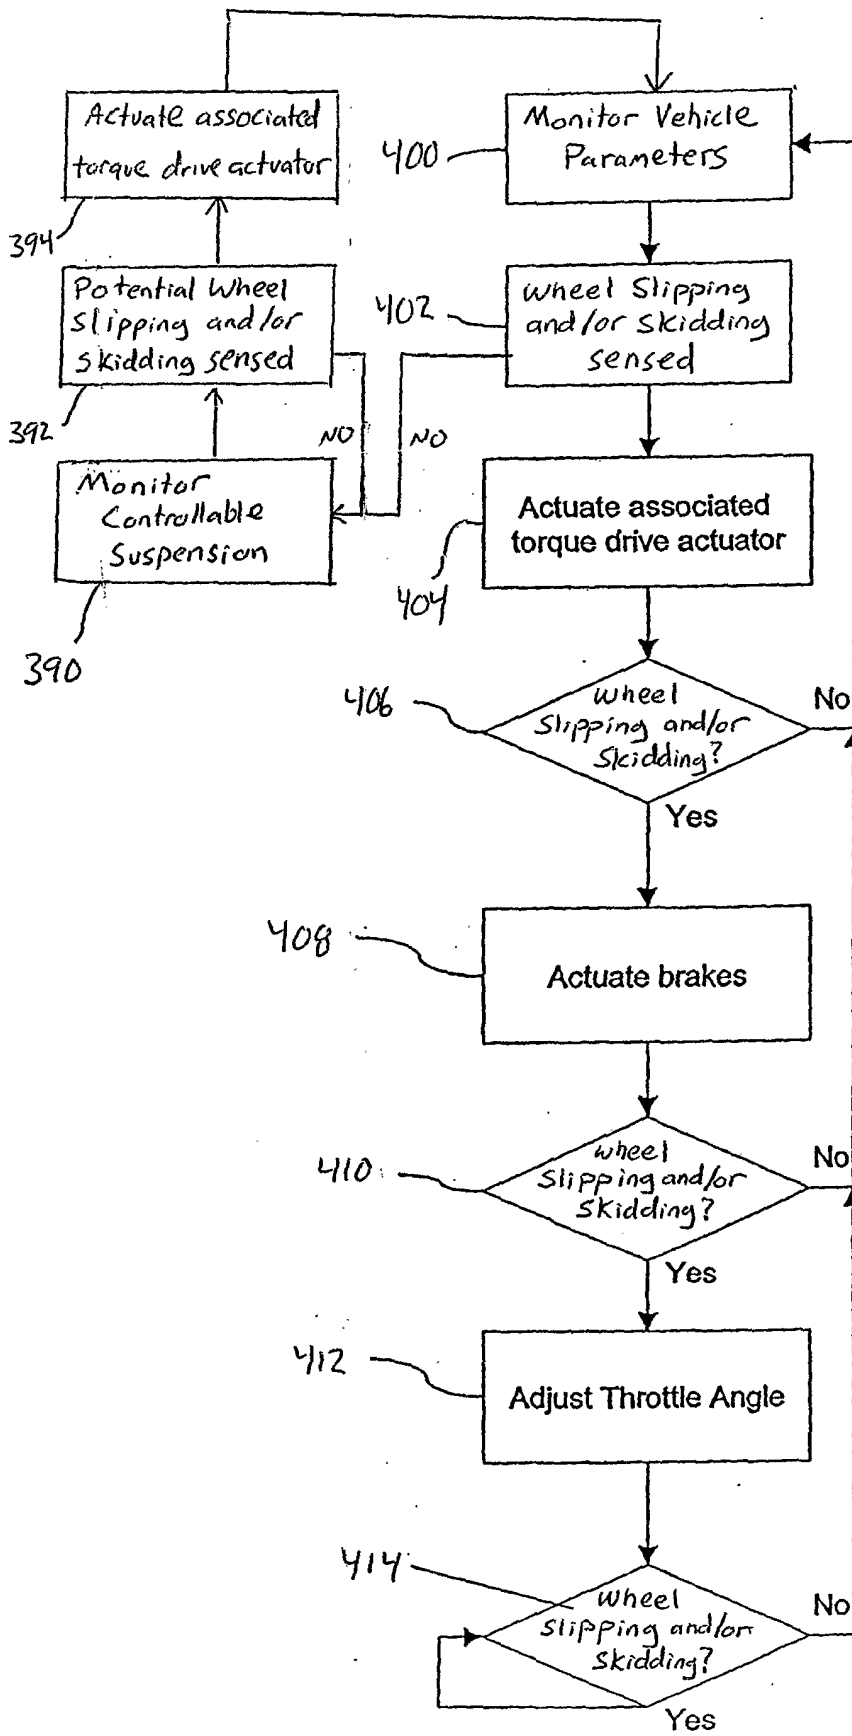 Actuate associated
torque drive actuator
394
Monitor Vehicle
Parameters
400
Potential Wheel
Slipping and/or
skidding sensed
392
NO
wheel Slipping
and/or skidding
sensed
402
NO
Monitor
Controllable
Suspension
390
Actuate associated
torque drive actuator
404
406
wheel
Slipping and/or
Skidding?
No
Yes
408
Actuate brakes
410
wheel
Slipping and/or
skidding?
No
Yes
412
Adjust Throttle Angle
414
wheel
slipping and/or
skidding?
No
Yes